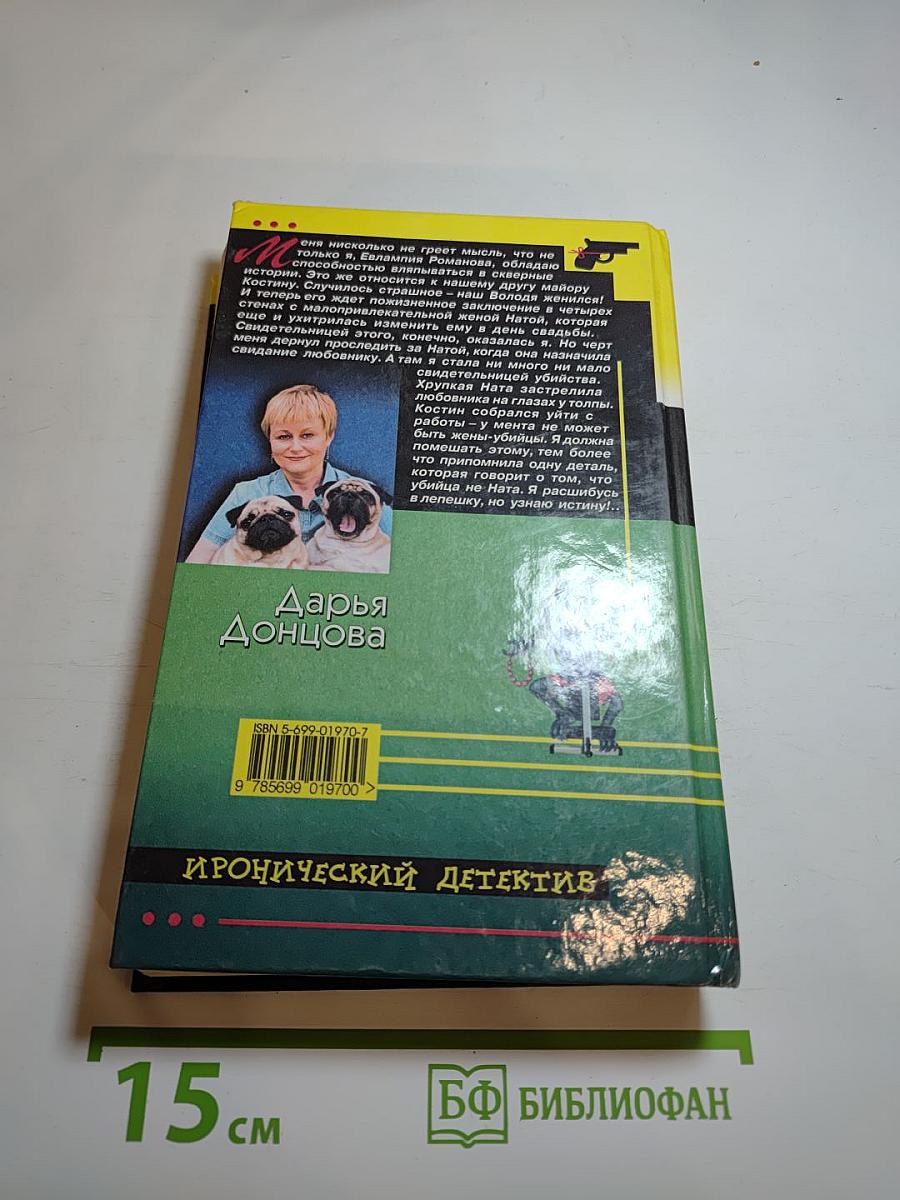 Меня нисколько не греет мысль, что не
только я, Евлампия Романова, обладаю
способностью вляпываться в скверные
истории. Это же относится к нашему другу майору
Костину. Случилось страшное – наш Володя женился!
И теперь его ждет пожизненное заключение в четырех
стенах с малопривлекательной женой Натой, которая
еще и ухитрилась изменить ему в день свадьбы.
Свидетельницей этого, конечно, оказалась я. Но черт
меня дернул проследить за Натой, когда она назначила
свидание любовнику. А там я стала ни много ни мало
свидетельницей убийства.
Хрупкая Ната застрелила
любовника на глазах у толпы.
Костин собрался уйти с
работы – у мента не может
быть жены-убийцы. Я должна
помешать этому, тем более
что припомнила одну деталь,
которая говорит о том, что
убийца не Ната. Я расшибусь
в лепешку, но узнаю истину!..
Дарья
Донцова
ISBN 5-699-01970-7
9 785699 019700 >
ИРОНИЧЕСКИЙ ДЕТЕКТИВ
15 см
БФ БИБЛИОФАН